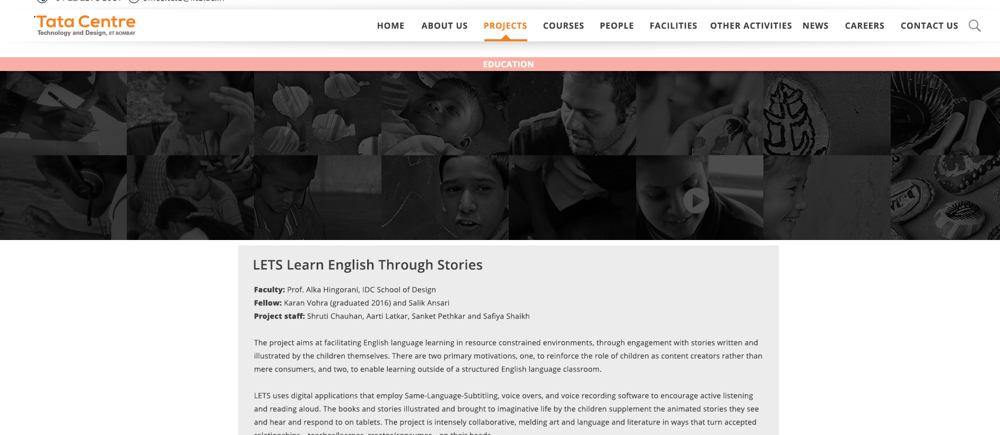 Tata Centre
Technology and Design, IIT BOMBAY
HOME ABOUT US PROJECTS COURSES PEOPLE FACILITIES OTHER ACTIVITIES NEWS CAREERS CONTACT US
EDUCATION
LETS Learn English Through Stories
Faculty: Prof. Alka Hingorani, IDC School of Design
Fellow: Karan Vohra (graduated 2016) and Salik Ansari
Project staff: Shruti Chauhan, Aarti Latkar, Sanket Pethkar and Safiya Shaikh
The project aims at facilitating English language learning in resource constrained environments, through engagement with stories written and
illustrated by the children themselves. There are two primary motivations, one, to reinforce the role of children as content creators rather than
mere consumers, and two, to enable learning outside of a structured English language classroom.
LETS uses digital applications that employ Same-Language-Subtitling, voice overs, and voice recording software to encourage active listening
and reading aloud. The books and stories illustrated and brought to imaginative life by the children supplement the animated stories they see
and hear and respond to on tablets. The project is intensely collaborative, melding art and language and literature in ways that turn accepted